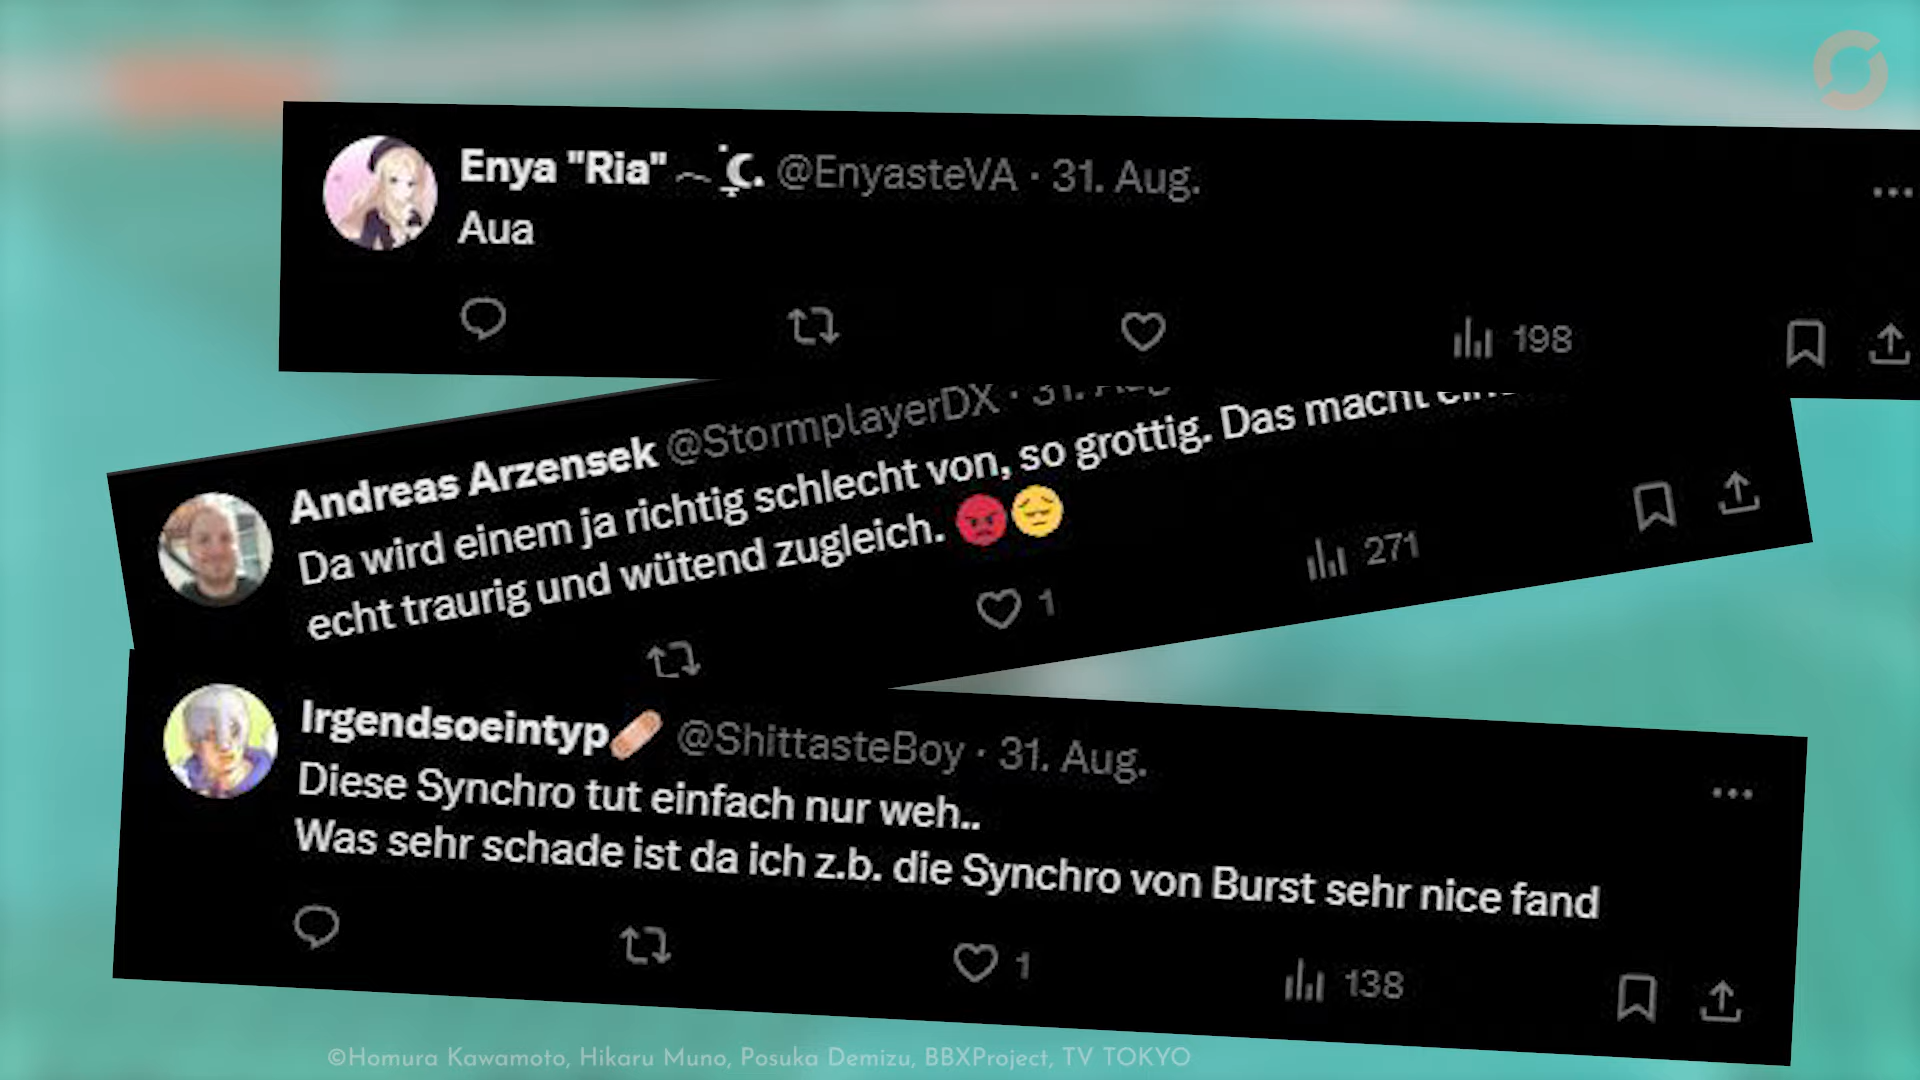 Enya "Ria" @EnyasteVA · 31. Aug.
Aua
198
Andreas Arzensek @StormplayerDX · 31. Aug
Da wird einem ja richtig schlecht von, so grottig. Das macht
echt traurig und wütend zugleich. 😡😔
1 271
Irgendsoeintyp🩹 @ShittasteBoy · 31. Aug.
Diese Synchro tut einfach nur weh..
Was sehr schade ist da ich z.b. die Synchro von Burst sehr nice fand
1 138
©Homura Kawamoto, Hikaru Muno, Posuka Demizu, BBXProject, TV TOKYO